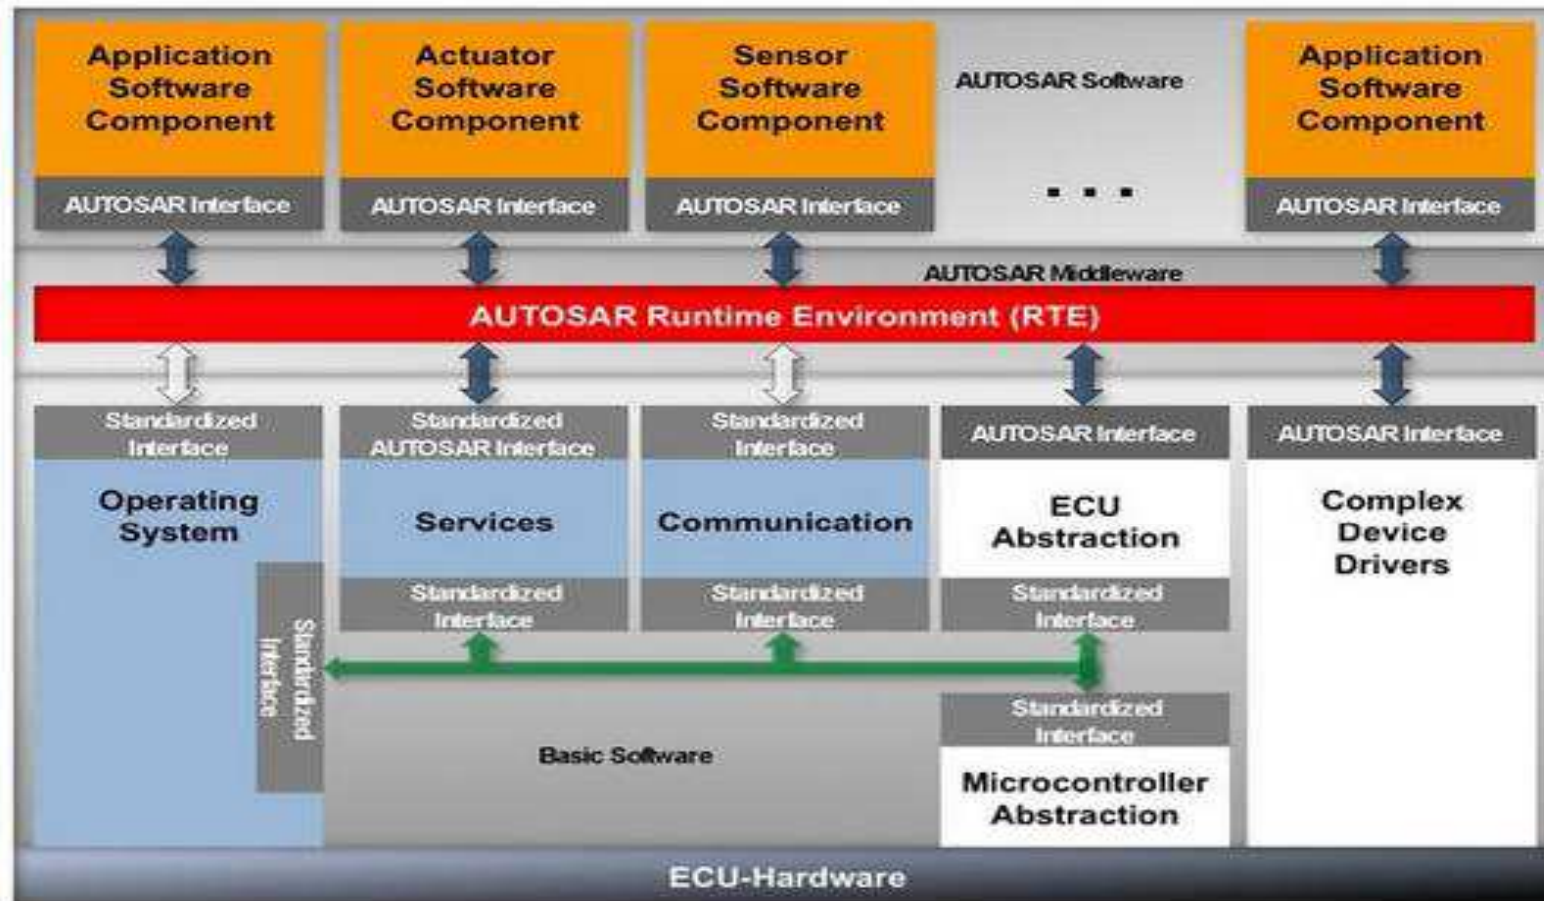 Application
Software
Component
AUTOSAR Interface
Actuator
Software
Component
AUTOSAR Interface
Sensor
Software
Component
AUTOSAR Interface
AUTOSAR Software
. . .
Application
Software
Component
AUTOSAR Interface
AUTOSAR Middleware
AUTOSAR Runtime Environment (RTE)
Standardized
Interface
Operating
System
Standardized
Interface
Standardized
AUTOSAR Interface
Services
Standardized
Interface
Standardized
Interface
Communication
Standardized
Interface
AUTOSAR Interface
ECU
Abstraction
Standardized
Interface
AUTOSAR Interface
Complex
Device
Drivers
Basic Software
Standardized
Interface
Microcontroller
Abstraction
ECU-Hardware